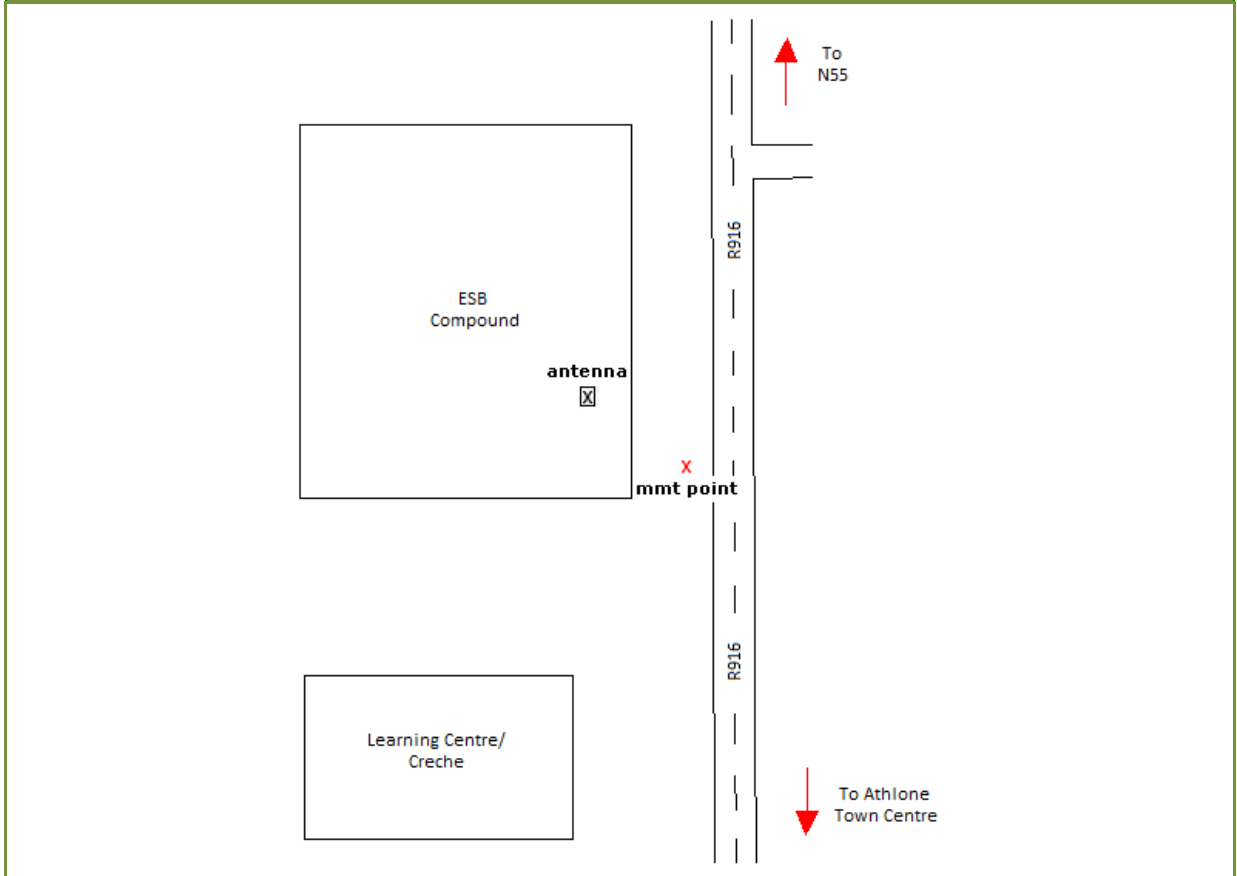 To
N55
R916
ESB
Compound
antenna
X
X
mmt point
R916
Learning Centre/
Creche
To Athlone
Town Centre